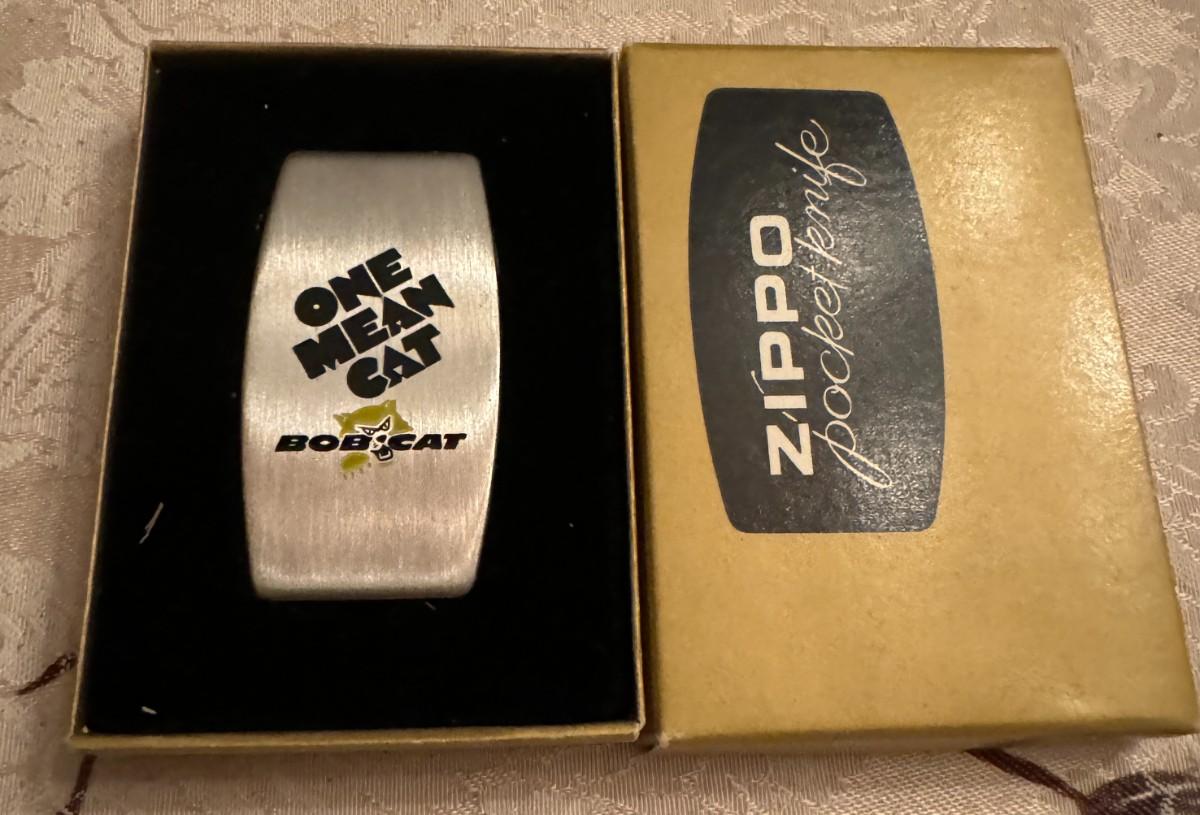 ONE
MEAN
CAT
BOBCAT
ZIPPO
pocket knife